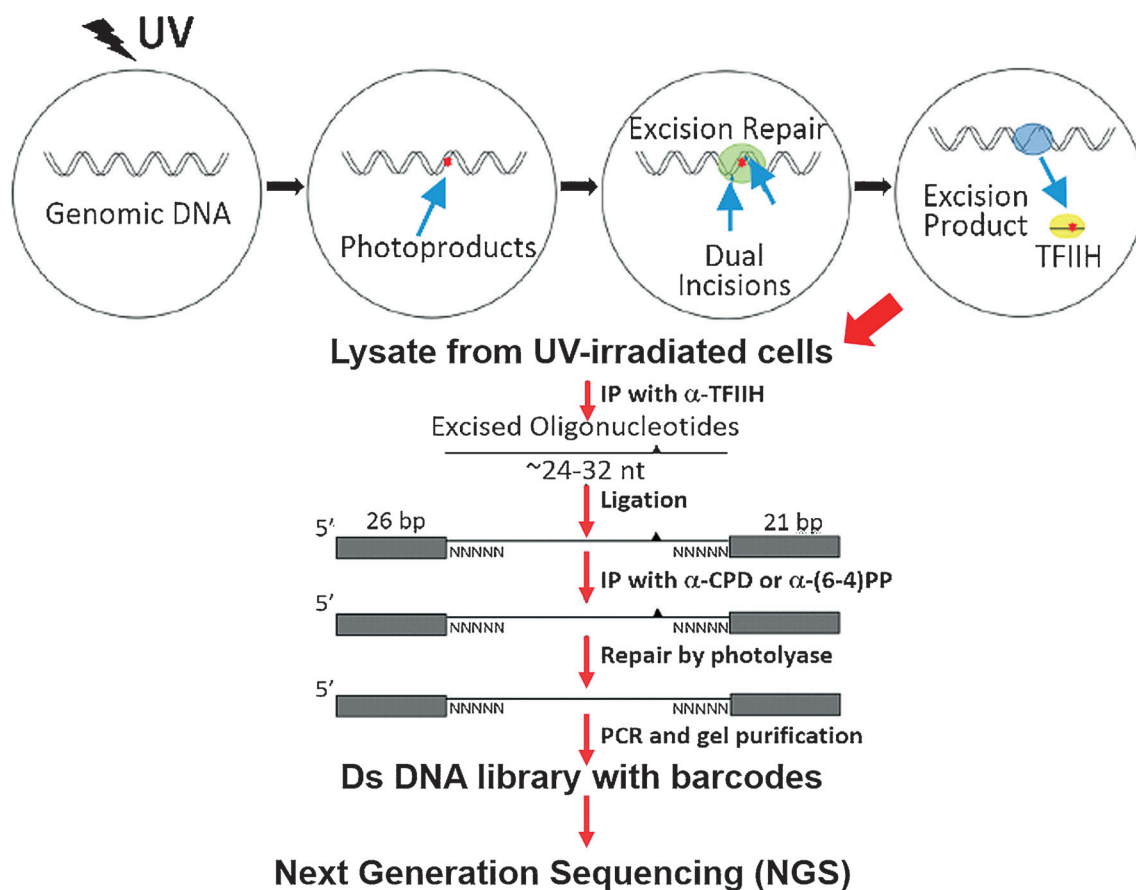 UV
Genomic DNA
Photoproducts
Excision Repair
Dual
Incisions
Excision
Product
TFIIH
Lysate from UV-irradiated cells
IP with α-TFIIH
Excised Oligonucleotides
~24-32 nt
Ligation
5′ 26 bp 21 bp
NNNNN NNNNN
IP with α-CPD or α-(6-4)PP
5′
NNNNN NNNNN
Repair by photolyase
5′
NNNNN NNNNN
PCR and gel purification
Ds DNA library with barcodes
Next Generation Sequencing (NGS)